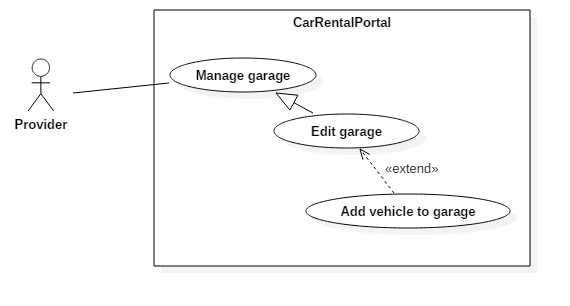 CarRentalPortal
Manage garage
Provider
Edit garage
«extend»
Add vehicle to garage